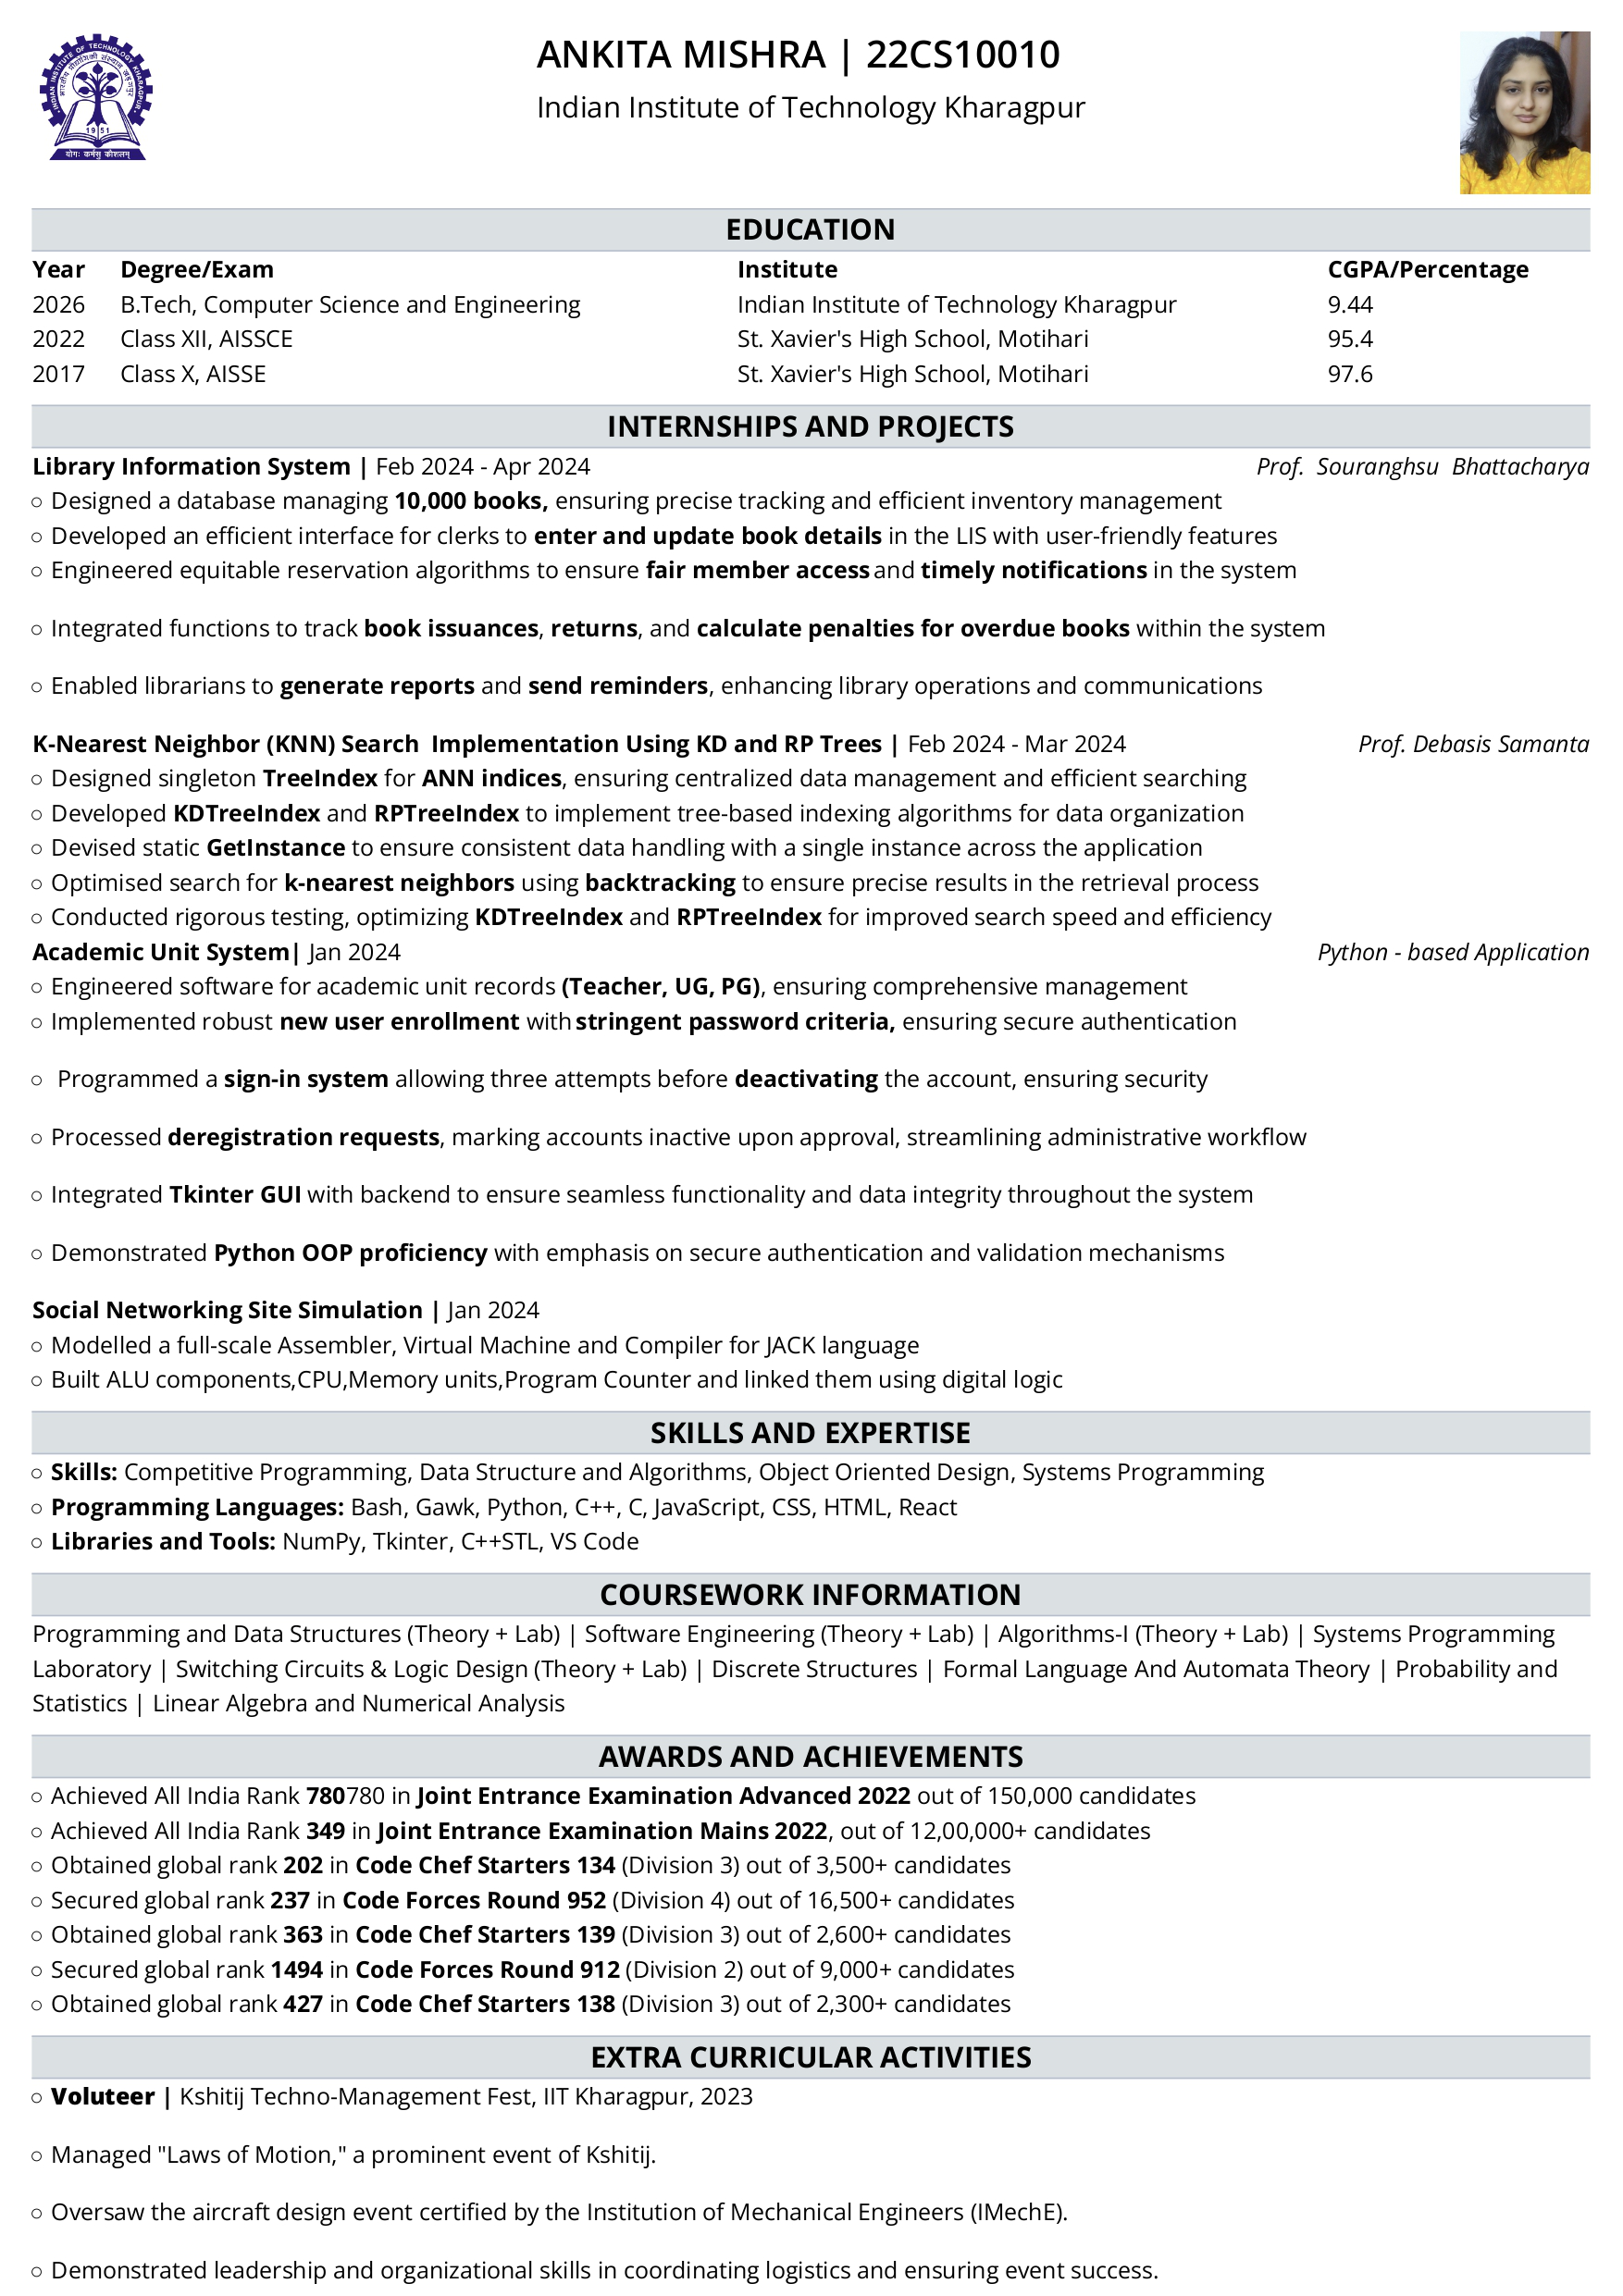 INDIAN INSTITUTE OF TECHNOLOGY KHARAGPUR
भारतीय प्रौद्योगिकी संस्थान खड़गपुर
1951
योगः कर्मसु कौशलम्
ANKITA MISHRA | 22CS10010
Indian Institute of Technology Kharagpur
EDUCATION
Year Degree/Exam Institute CGPA/Percentage
2026 B.Tech, Computer Science and Engineering Indian Institute of Technology Kharagpur 9.44
2022 Class XII, AISSCE St. Xavier's High School, Motihari 95.4
2017 Class X, AISSE St. Xavier's High School, Motihari 97.6
INTERNSHIPS AND PROJECTS
Library Information System | Feb 2024 - Apr 2024 Prof. Souranghsu Bhattacharya
○ Designed a database managing 10,000 books, ensuring precise tracking and efficient inventory management
○ Developed an efficient interface for clerks to enter and update book details in the LIS with user-friendly features
○ Engineered equitable reservation algorithms to ensure fair member access and timely notifications in the system
○ Integrated functions to track book issuances, returns, and calculate penalties for overdue books within the system
○ Enabled librarians to generate reports and send reminders, enhancing library operations and communications
K-Nearest Neighbor (KNN) Search Implementation Using KD and RP Trees | Feb 2024 - Mar 2024 Prof. Debasis Samanta
○ Designed singleton TreeIndex for ANN indices, ensuring centralized data management and efficient searching
○ Developed KDTreeIndex and RPTreeIndex to implement tree-based indexing algorithms for data organization
○ Devised static GetInstance to ensure consistent data handling with a single instance across the application
○ Optimised search for k-nearest neighbors using backtracking to ensure precise results in the retrieval process
○ Conducted rigorous testing, optimizing KDTreeIndex and RPTreeIndex for improved search speed and efficiency
Academic Unit System| Jan 2024 Python - based Application
○ Engineered software for academic unit records (Teacher, UG, PG), ensuring comprehensive management
○ Implemented robust new user enrollment with stringent password criteria, ensuring secure authentication
○ Programmed a sign-in system allowing three attempts before deactivating the account, ensuring security
○ Processed deregistration requests, marking accounts inactive upon approval, streamlining administrative workflow
○ Integrated Tkinter GUI with backend to ensure seamless functionality and data integrity throughout the system
○ Demonstrated Python OOP proficiency with emphasis on secure authentication and validation mechanisms
Social Networking Site Simulation | Jan 2024
○ Modelled a full-scale Assembler, Virtual Machine and Compiler for JACK language
○ Built ALU components,CPU,Memory units,Program Counter and linked them using digital logic
SKILLS AND EXPERTISE
○ Skills: Competitive Programming, Data Structure and Algorithms, Object Oriented Design, Systems Programming
○ Programming Languages: Bash, Gawk, Python, C++, C, JavaScript, CSS, HTML, React
○ Libraries and Tools: NumPy, Tkinter, C++STL, VS Code
COURSEWORK INFORMATION
Programming and Data Structures (Theory + Lab) | Software Engineering (Theory + Lab) | Algorithms-I (Theory + Lab) | Systems Programming
Laboratory | Switching Circuits & Logic Design (Theory + Lab) | Discrete Structures | Formal Language And Automata Theory | Probability and
Statistics | Linear Algebra and Numerical Analysis
AWARDS AND ACHIEVEMENTS
○ Achieved All India Rank 780780 in Joint Entrance Examination Advanced 2022 out of 150,000 candidates
○ Achieved All India Rank 349 in Joint Entrance Examination Mains 2022, out of 12,00,000+ candidates
○ Obtained global rank 202 in Code Chef Starters 134 (Division 3) out of 3,500+ candidates
○ Secured global rank 237 in Code Forces Round 952 (Division 4) out of 16,500+ candidates
○ Obtained global rank 363 in Code Chef Starters 139 (Division 3) out of 2,600+ candidates
○ Secured global rank 1494 in Code Forces Round 912 (Division 2) out of 9,000+ candidates
○ Obtained global rank 427 in Code Chef Starters 138 (Division 3) out of 2,300+ candidates
EXTRA CURRICULAR ACTIVITIES
○ Voluteer | Kshitij Techno-Management Fest, IIT Kharagpur, 2023
○ Managed "Laws of Motion," a prominent event of Kshitij.
○ Oversaw the aircraft design event certified by the Institution of Mechanical Engineers (IMechE).
○ Demonstrated leadership and organizational skills in coordinating logistics and ensuring event success.